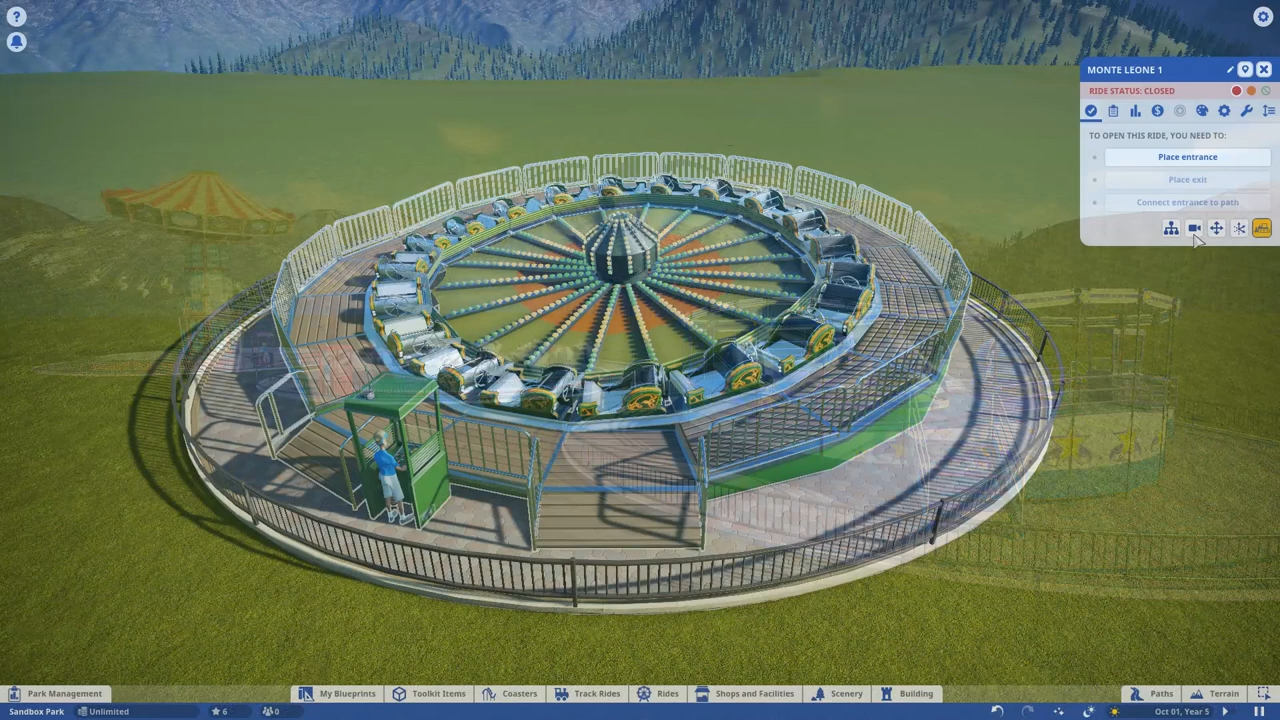 ?
MONTE LEONE 1
RIDE STATUS: CLOSED
TO OPEN THIS RIDE, YOU NEED TO:
Place entrance
Place exit
Connect entrance to path
Park Management
My Blueprints
Toolkit Items
Coasters
Track Rides
Rides
Shops and Facilities
Scenery
Building
Paths
Terrain
Sandbox Park
Unlimited
6
0
Oct 01, Year 5